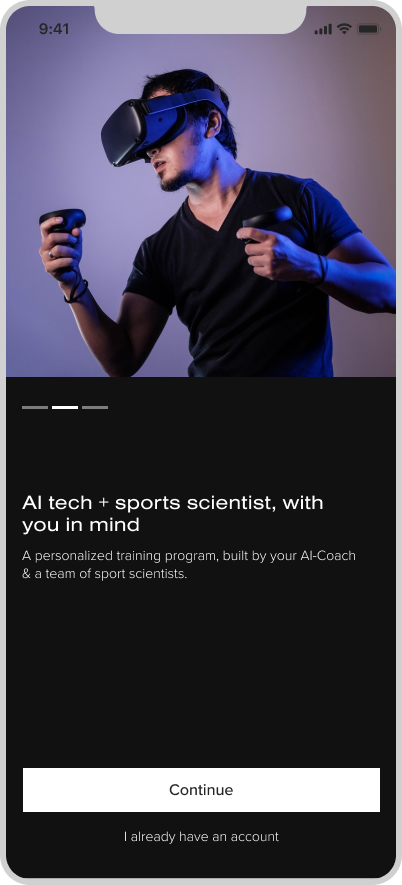 9:41
AI tech + sports scientist, with
you in mind
A personalized training program, built by your AI-Coach
& a team of sport scientists.
Continue
I already have an account